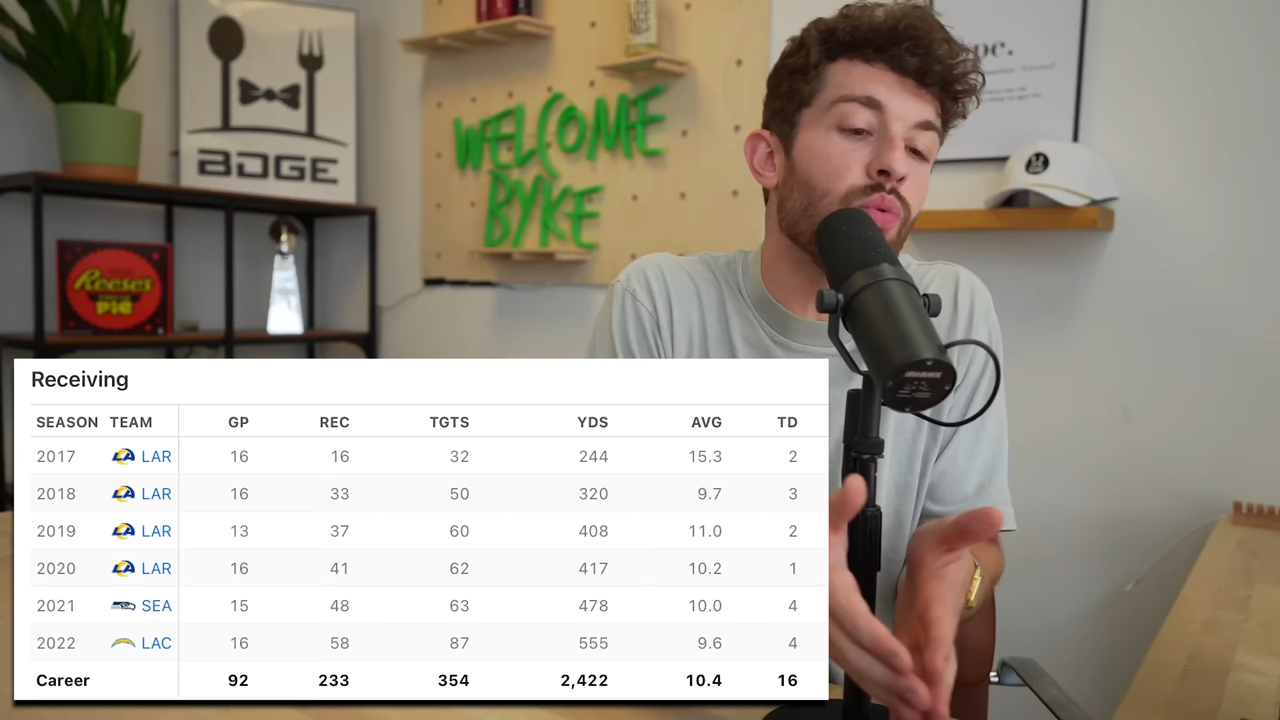 BDGE
WELCOME
BYKE
Reese's
PIE
pe.
Receiving
SEASON TEAM GP REC TGTS YDS AVG TD
2017 LAR 16 16 32 244 15.3 2
2018 LAR 16 33 50 320 9.7 3
2019 LAR 13 37 60 408 11.0 2
2020 LAR 16 41 62 417 10.2 1
2021 SEA 15 48 63 478 10.0 4
2022 LAC 16 58 87 555 9.6 4
Career 92 233 354 2,422 10.4 16